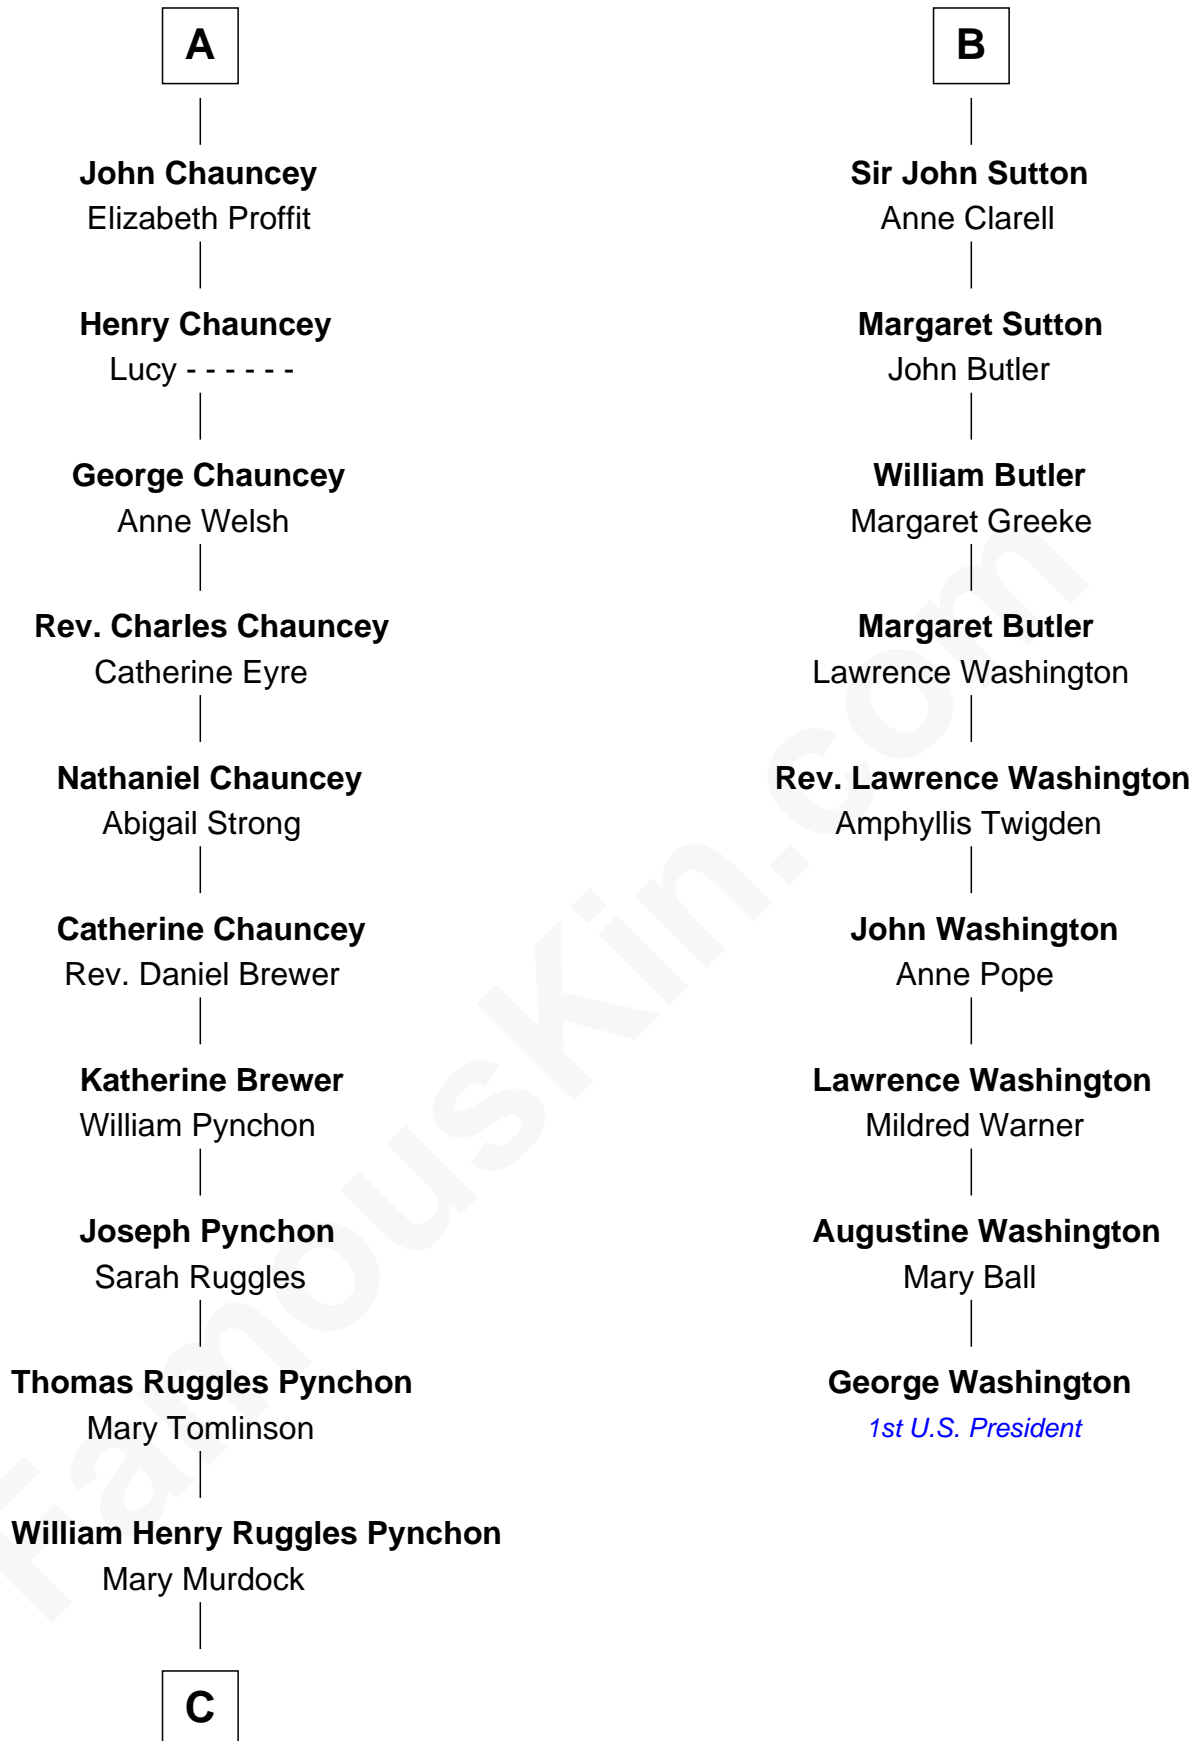 A
John Chauncey
Elizabeth Proffit
Henry Chauncey
Lucy - - - - - -
George Chauncey
Anne Welsh
Rev. Charles Chauncey
Catherine Eyre
Nathaniel Chauncey
Abigail Strong
Catherine Chauncey
Rev. Daniel Brewer
Katherine Brewer
William Pynchon
Joseph Pynchon
Sarah Ruggles
Thomas Ruggles Pynchon
Mary Tomlinson
William Henry Ruggles Pynchon
Mary Murdock
C
B
Sir John Sutton
Anne Clarell
Margaret Sutton
John Butler
William Butler
Margaret Greeke
Margaret Butler
Lawrence Washington
Rev. Lawrence Washington
Amphyllis Twigden
John Washington
Anne Pope
Lawrence Washington
Mildred Warner
Augustine Washington
Mary Ball
George Washington
1st U.S. President
FamousKin.com